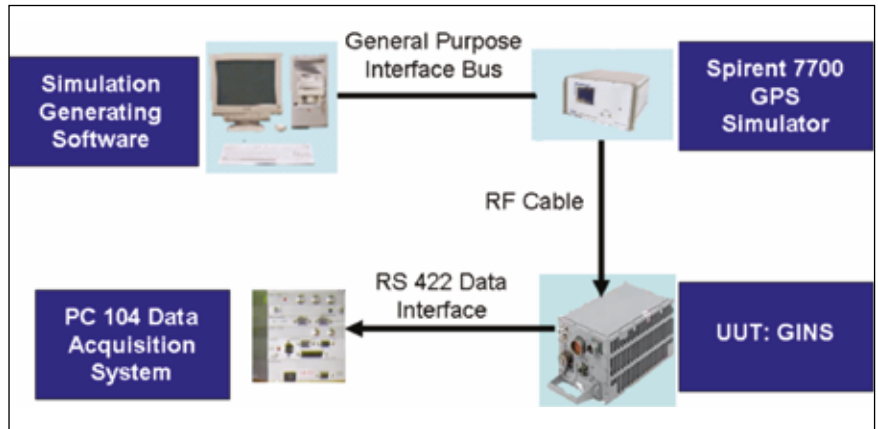 Simulation
Generating
Software
General Purpose
Interface Bus
Spirent 7700
GPS
Simulator
RF Cable
PC 104 Data
Acquisition
System
RS 422 Data
Interface
UUT: GINS